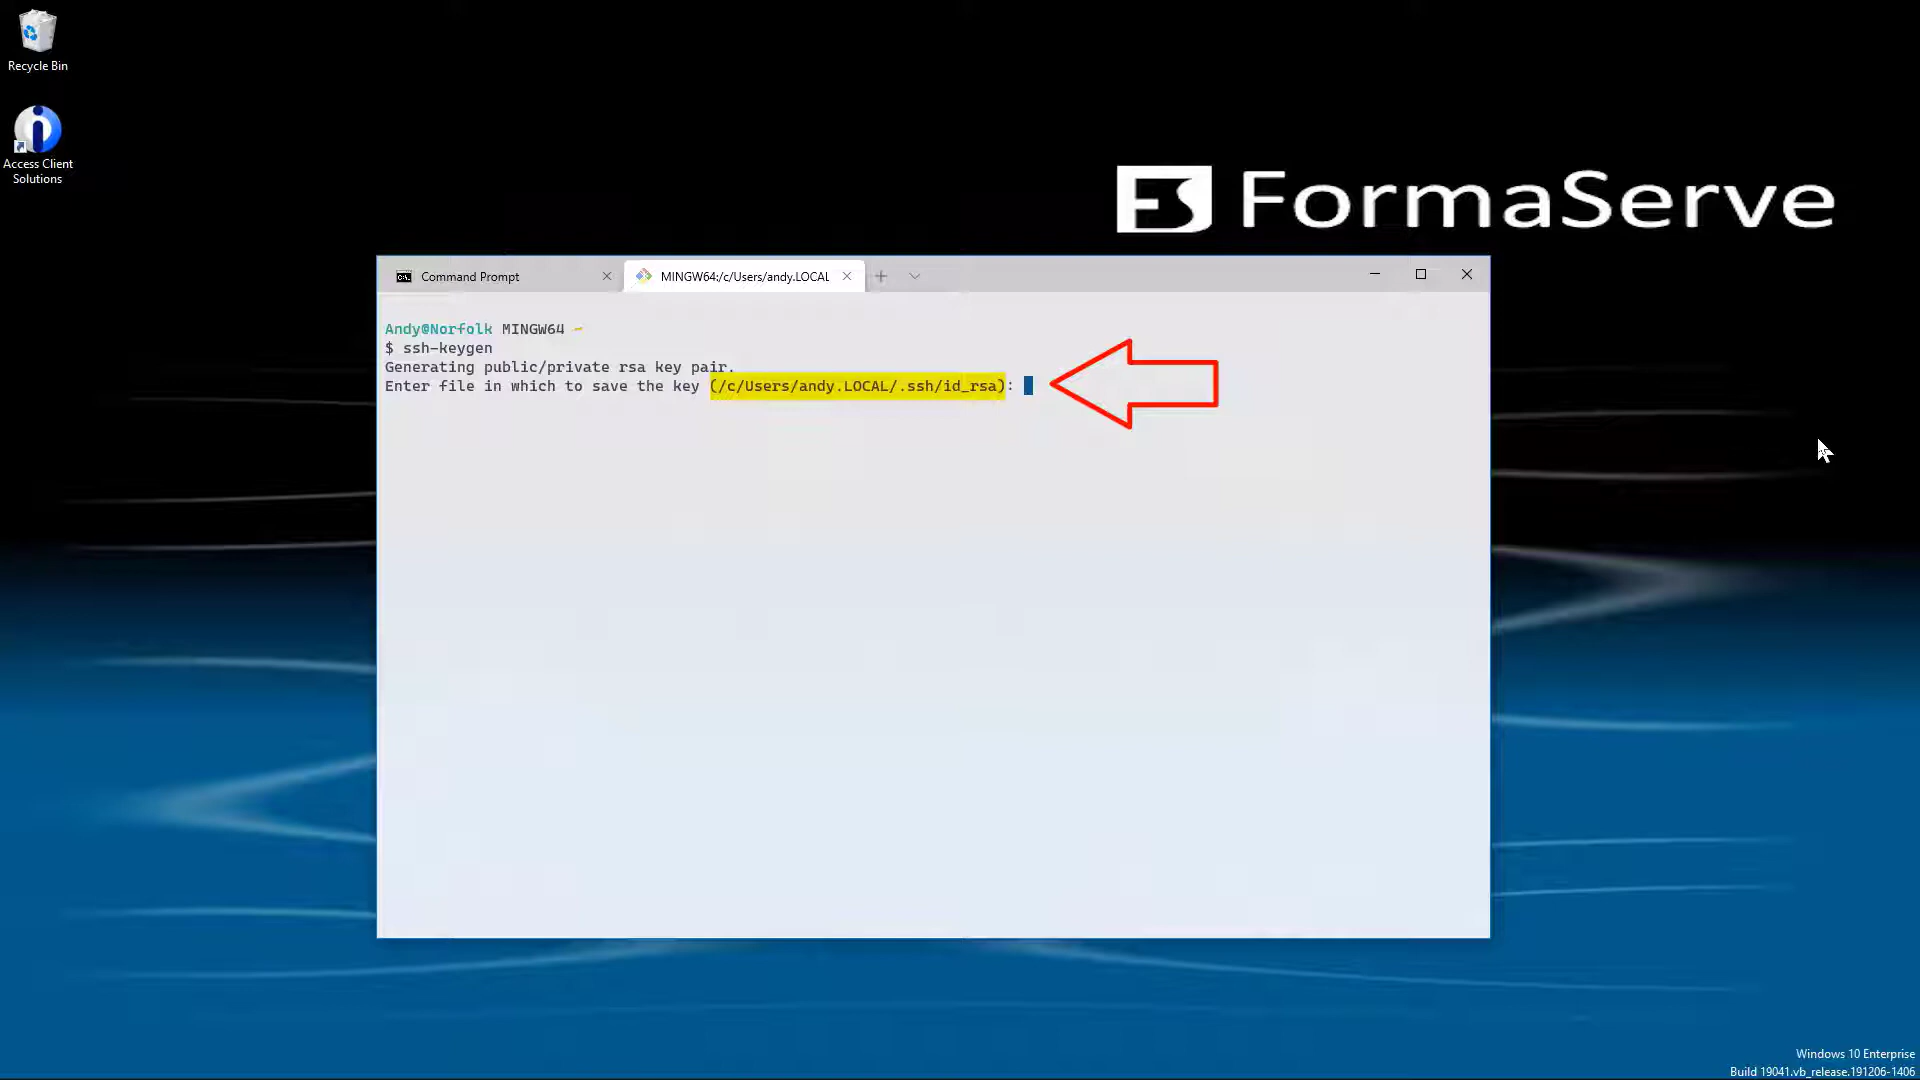 Recycle Bin
Access Client
Solutions
FS FormaServe
Command Prompt
MINGW64:/c/Users/andy.LOCAL
Andy@Norfolk MINGW64 ~
$ ssh-keygen
Generating public/private rsa key pair.
Enter file in which to save the key (/c/Users/andy.LOCAL/.ssh/id_rsa):
Windows 10 Enterprise
Build 19041.vb_release.191206-1406